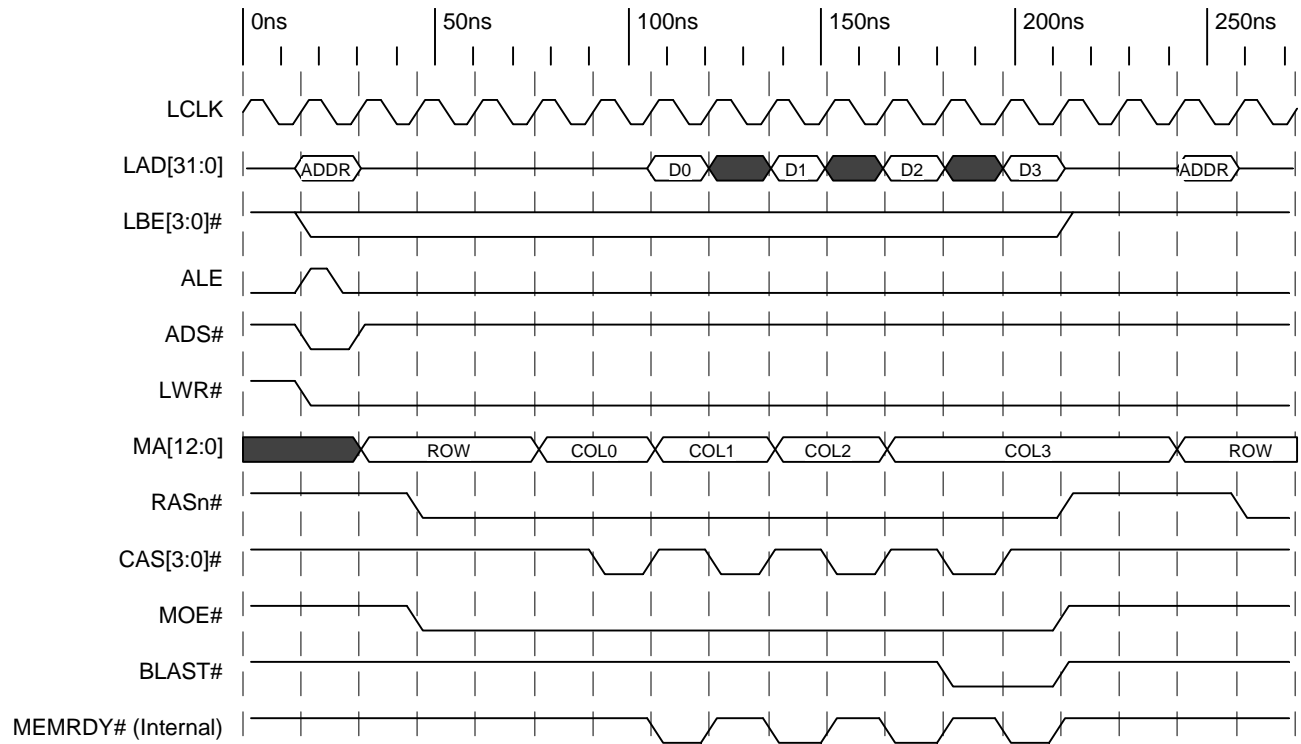 0ns 50ns 100ns 150ns 200ns 250ns
LCLK
LAD[31:0] ADDR D0 D1 D2 D3 ADDR
LBE[3:0]#
ALE
ADS#
LWR#
MA[12:0] ROW COL0 COL1 COL2 COL3 ROW
RASn#
CAS[3:0]#
MOE#
BLAST#
MEMRDY# (Internal)